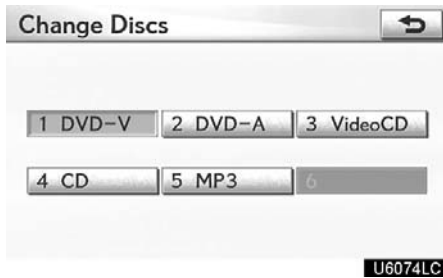 Change Discs
1 DVD-V 2 DVD-A 3 VideoCD
4 CD 5 MP3 6
U6074LC